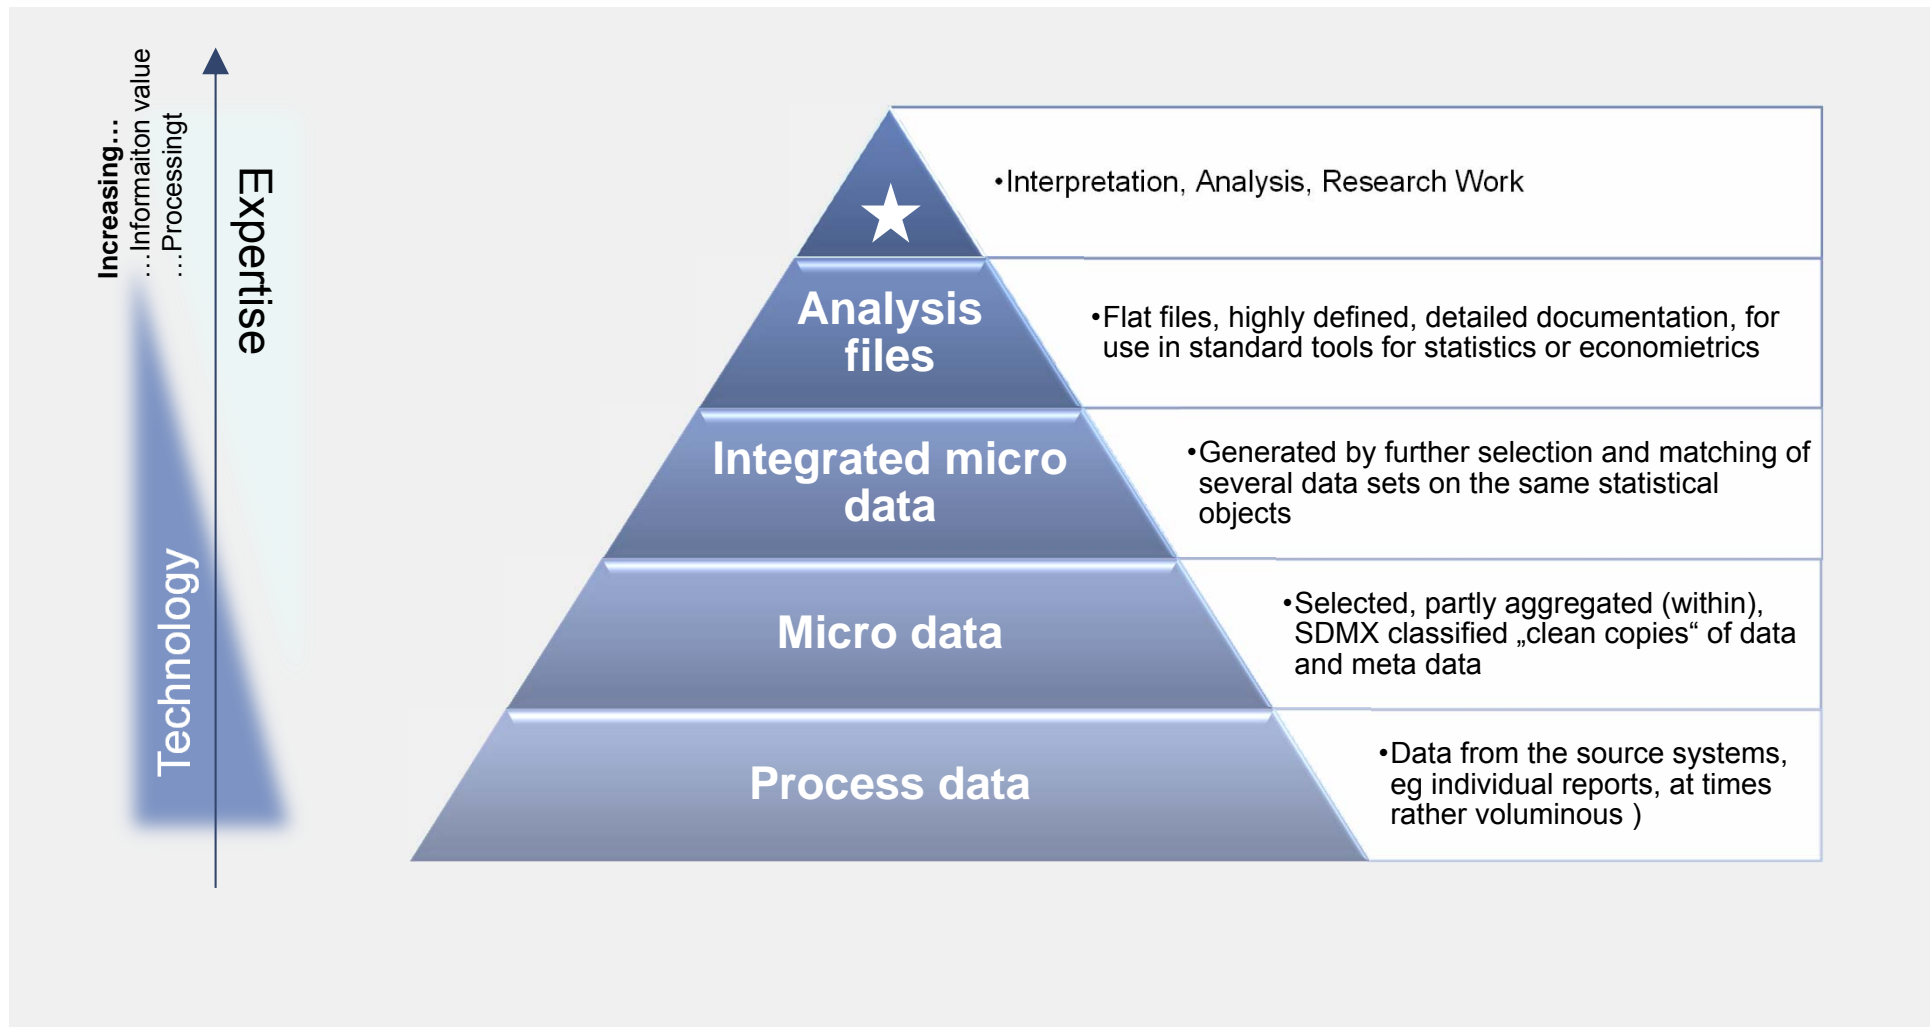 Increasing…
…Informaiton value
…Processingt
Expertise
Technology
•Interpretation, Analysis, Research Work
Analysis
files
•Flat files, highly defined, detailed documentation, for
use in standard tools for statistics or economietrics
Integrated micro
data
•Generated by further selection and matching of
several data sets on the same statistical
objects
Micro data
•Selected, partly aggregated (within),
SDMX classified „clean copies“ of data
and meta data
Process data
•Data from the source systems,
eg individual reports, at times
rather voluminous )